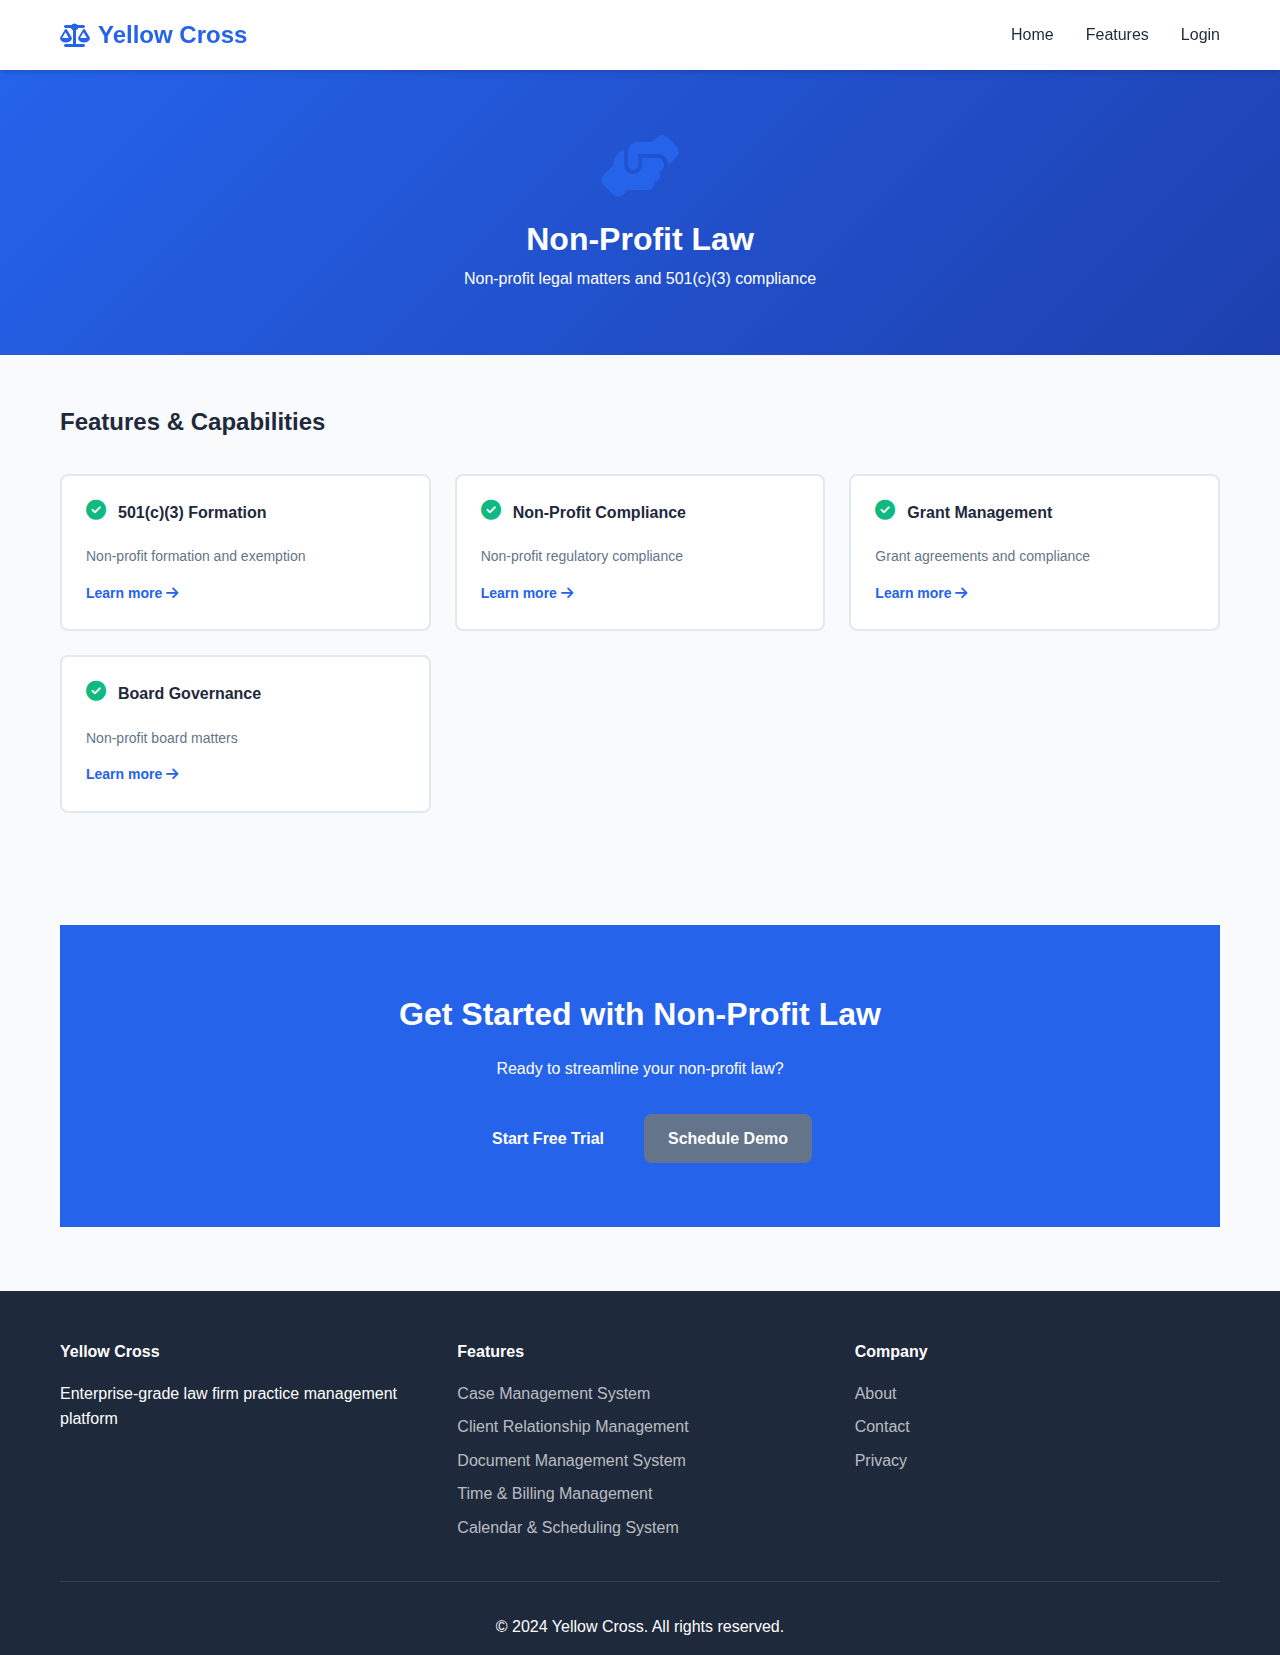 Yellow Cross
Home
Features
Login
Non-Profit Law
Non-profit legal matters and 501(c)(3) compliance
Features & Capabilities
501(c)(3) Formation
Non-profit formation and exemption
Learn more
Non-Profit Compliance
Non-profit regulatory compliance
Learn more
Grant Management
Grant agreements and compliance
Learn more
Board Governance
Non-profit board matters
Learn more
Get Started with Non-Profit Law
Ready to streamline your non-profit law?
Start Free Trial
Schedule Demo
Yellow Cross
Enterprise-grade law firm practice management
platform
Features
Case Management System
Client Relationship Management
Document Management System
Time & Billing Management
Calendar & Scheduling System
Company
About
Contact
Privacy
© 2024 Yellow Cross. All rights reserved.